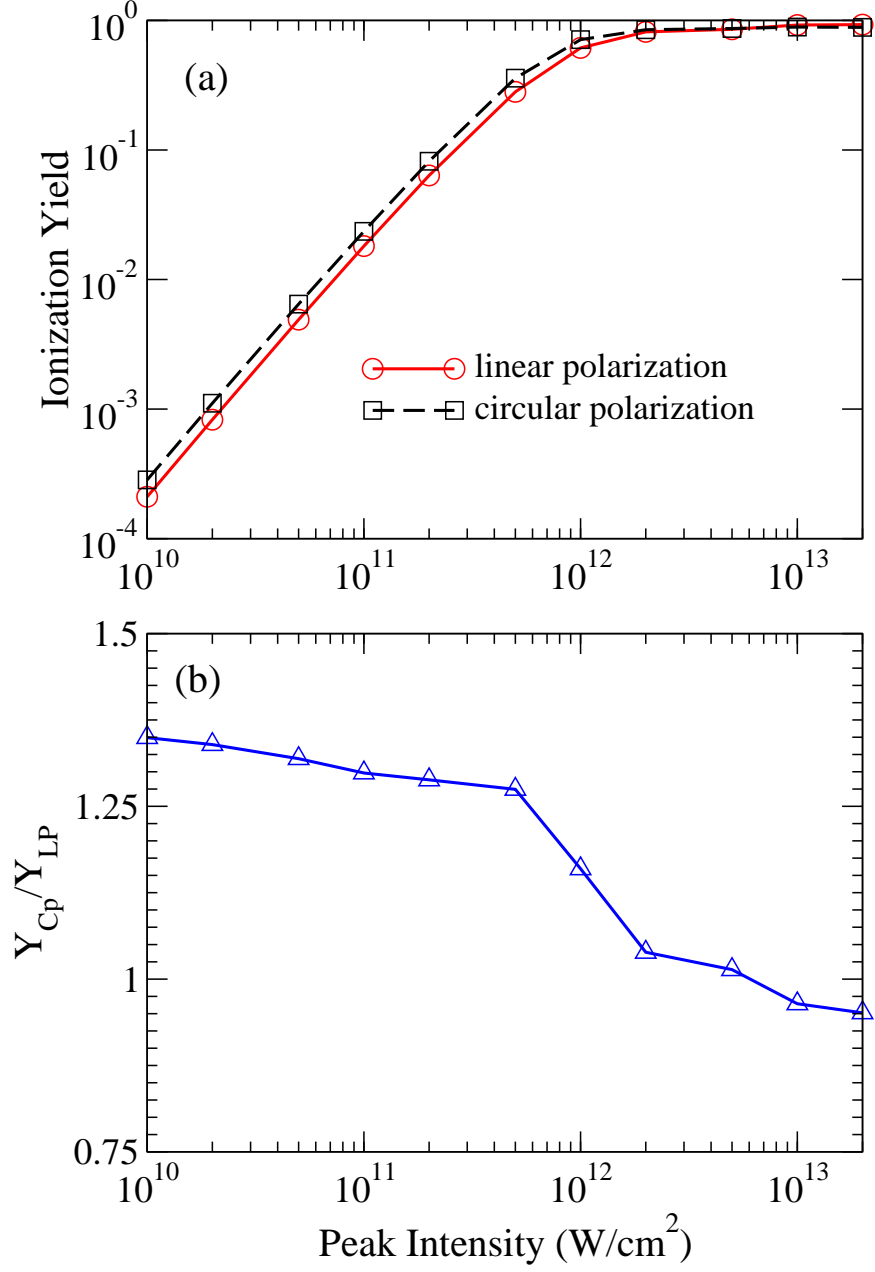 10^0
(a)
10^-1
Ionization Yield
10^-2
linear polarization
10^-3
circular polarization
10^-4
10^10 10^11 10^12 10^13
1.5
(b)
1.25
Y_Cp/Y_LP
1
0.75
10^10 10^11 10^12 10^13
Peak Intensity (W/cm^2)